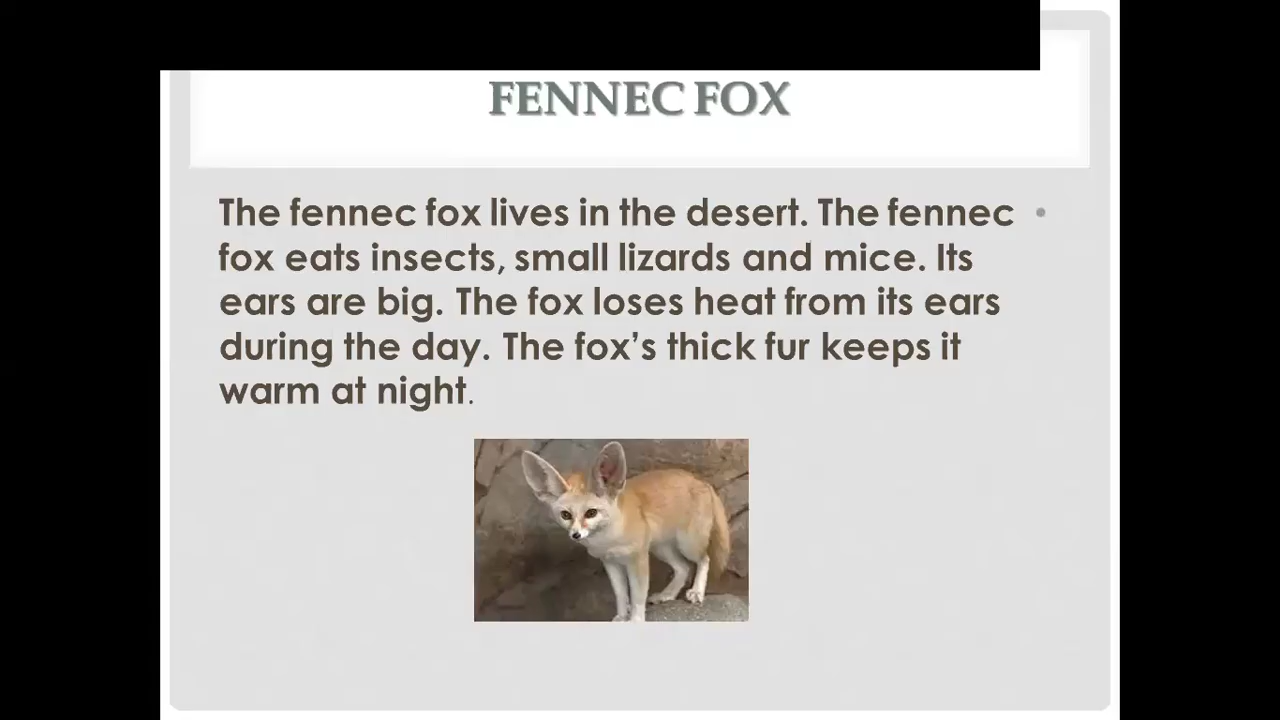 FENNEC FOX
The fennec fox lives in the desert. The fennec •
fox eats insects, small lizards and mice. Its
ears are big. The fox loses heat from its ears
during the day. The fox’s thick fur keeps it
warm at night.